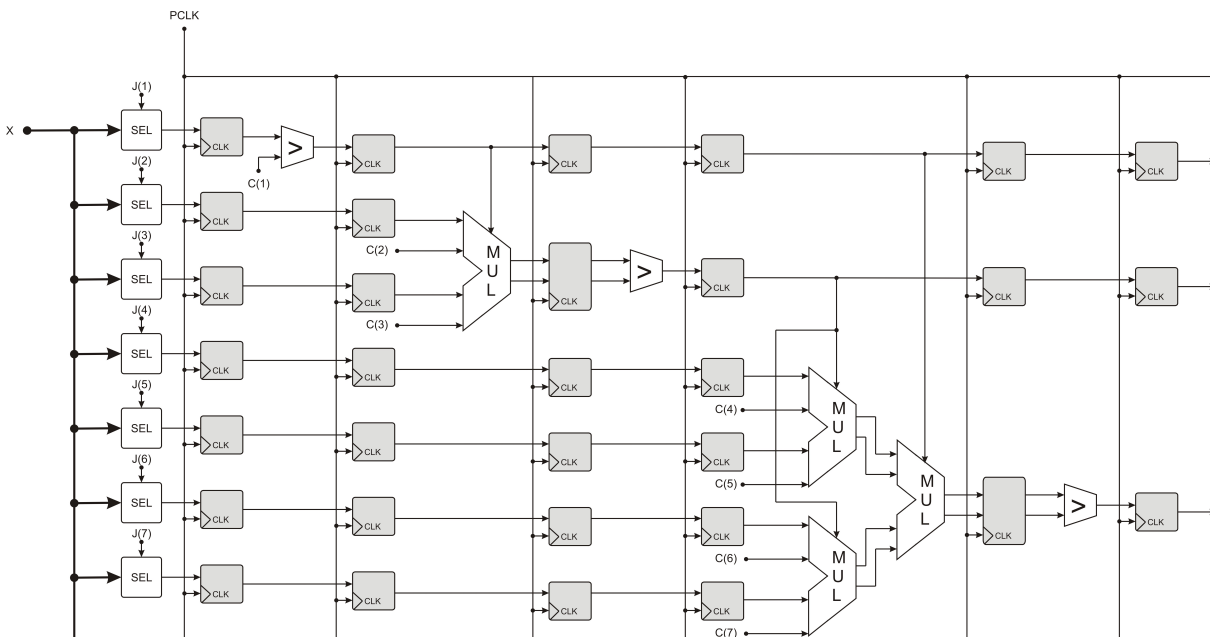 PCLK
J(1)
X
SEL
CLK
>
CLK
CLK
CLK
CLK
CLK
C(1)
J(2)
SEL
CLK
CLK
C(2)
M
U
L
J(3)
SEL
CLK
CLK
CLK
>
CLK
CLK
CLK
C(3)
J(4)
SEL
CLK
CLK
CLK
CLK
C(4)
M
U
L
J(5)
SEL
CLK
CLK
CLK
CLK
C(5)
M
U
L
J(6)
SEL
CLK
CLK
CLK
CLK
CLK
>
CLK
C(6)
M
U
L
J(7)
SEL
CLK
CLK
CLK
CLK
C(7)